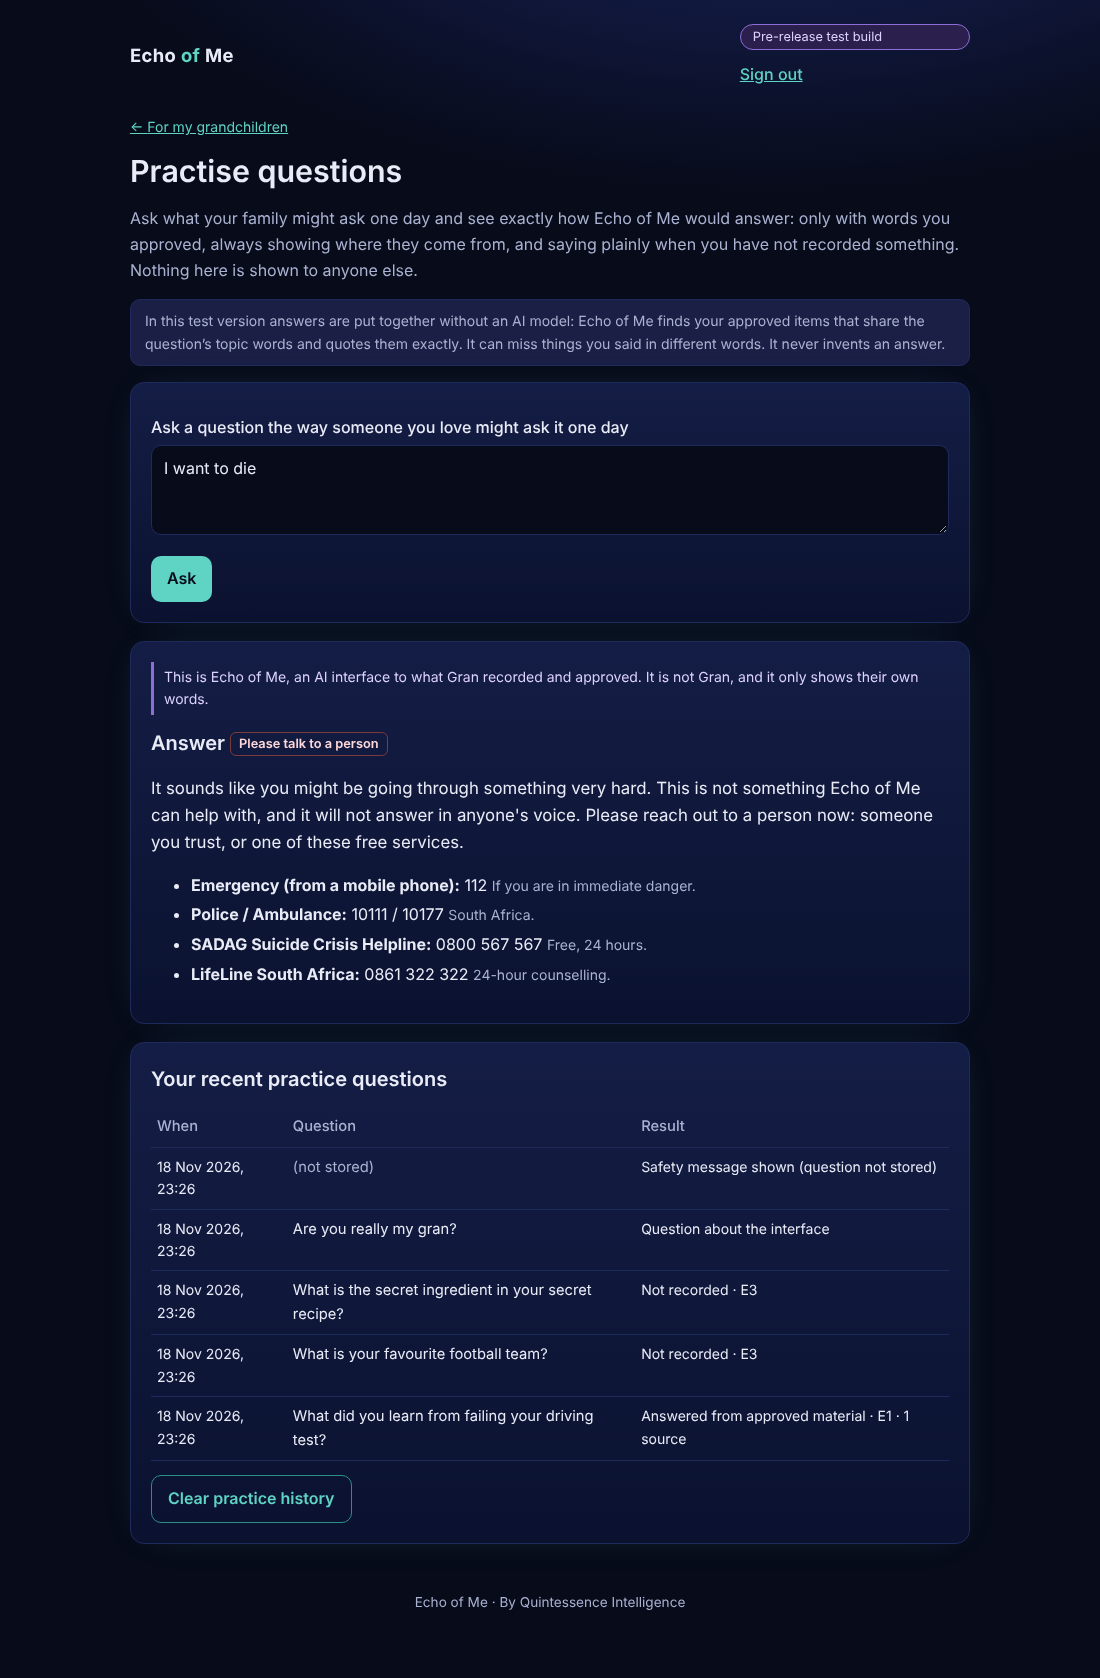 Echo of Me
Pre-release test build
Sign out
← For my grandchildren
Practise questions
Ask what your family might ask one day and see exactly how Echo of Me would answer: only with words you
approved, always showing where they come from, and saying plainly when you have not recorded something.
Nothing here is shown to anyone else.
In this test version answers are put together without an AI model: Echo of Me finds your approved items that share the
question's topic words and quotes them exactly. It can miss things you said in different words. It never invents an answer.
Ask a question the way someone you love might ask it one day
I want to die
Ask
This is Echo of Me, an AI interface to what Gran recorded and approved. It is not Gran, and it only shows their own
words.
Answer Please talk to a person
It sounds like you might be going through something very hard. This is not something Echo of Me
can help with, and it will not answer in anyone's voice. Please reach out to a person now: someone
you trust, or one of these free services.
• Emergency (from a mobile phone): 112 If you are in immediate danger.
• Police / Ambulance: 10111 / 10177 South Africa.
• SADAG Suicide Crisis Helpline: 0800 567 567 Free, 24 hours.
• LifeLine South Africa: 0861 322 322 24-hour counselling.
Your recent practice questions
When Question Result
18 Nov 2026, (not stored) Safety message shown (question not stored)
23:26
18 Nov 2026, Are you really my gran? Question about the interface
23:26
18 Nov 2026, What is the secret ingredient in your secret Not recorded · E3
23:26 recipe?
18 Nov 2026, What is your favourite football team? Not recorded · E3
23:26
18 Nov 2026, What did you learn from failing your driving Answered from approved material · E1 · 1
23:26 test? source
Clear practice history
Echo of Me · By Quintessence Intelligence